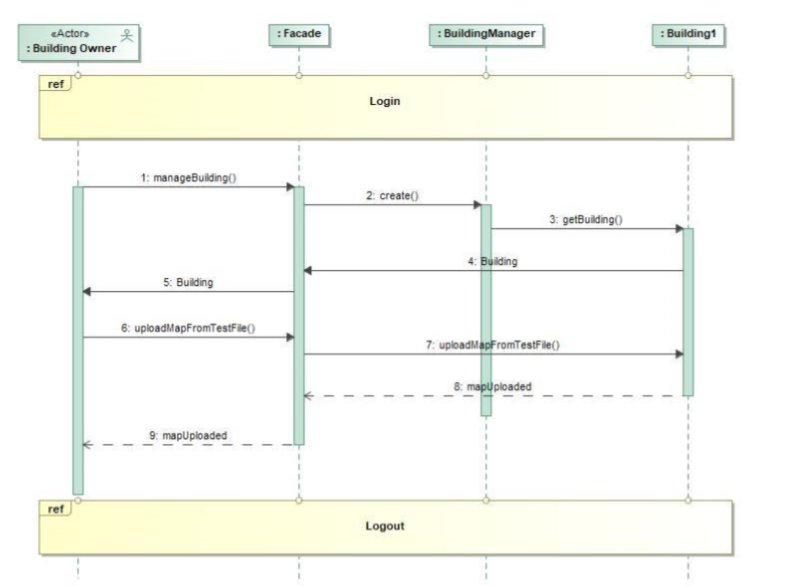 «Actor»
: Building Owner
: Facade
: BuildingManager
: Building1
ref
Login
1: manageBuilding()
2: create()
3: getBuilding()
4: Building
5: Building
6: uploadMapFromTestFile()
7: uploadMapFromTestFile()
8: mapUploaded
9: mapUploaded
ref
Logout